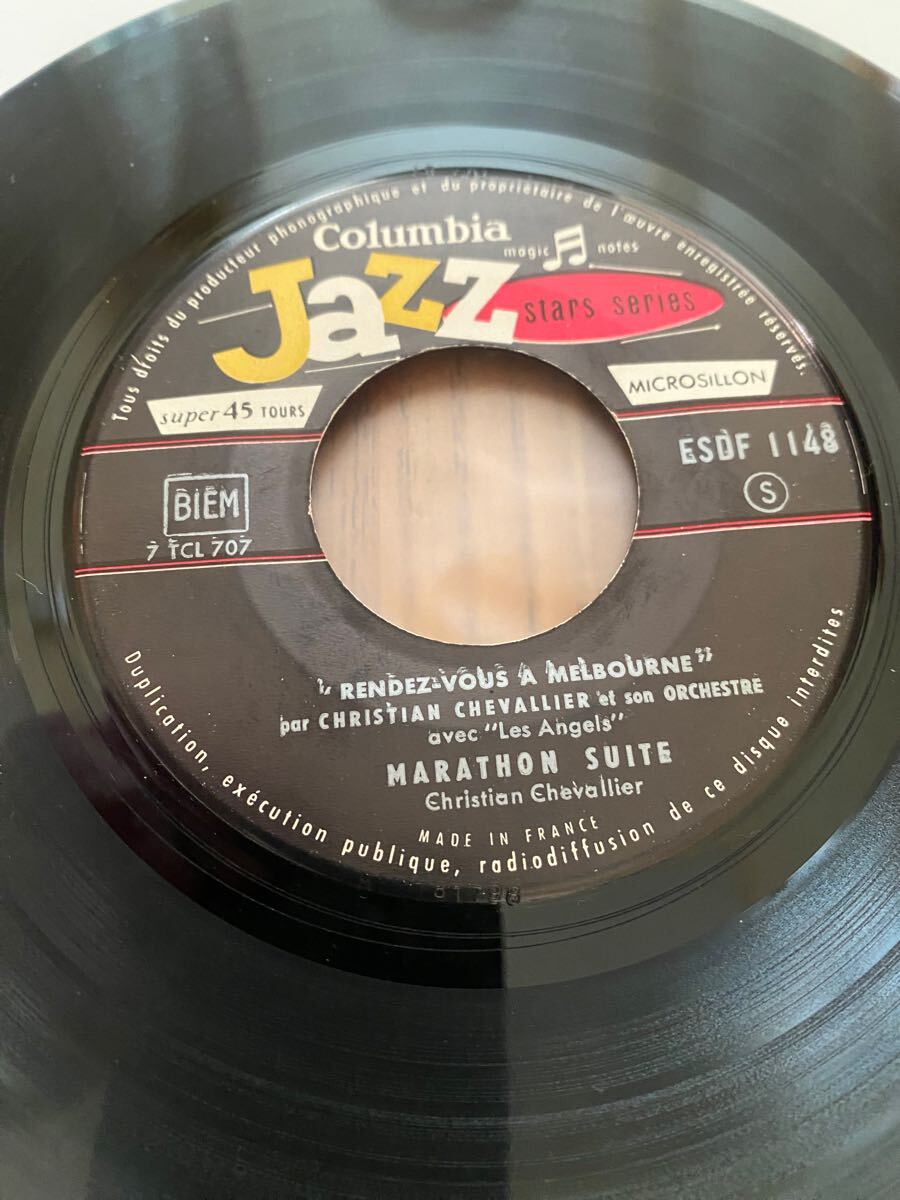 Tous droits du producteur phonographique et du propriétaire de l'œuvre enregistrée réservés.
Columbia
magic notes
Jazz
stars series
super 45 TOURS
MICROSILLON
ESDF 1148
BIEM
S
7 TCL 707
"RENDEZ-VOUS A MELBOURNE"
par CHRISTIAN CHEVALLIER et son ORCHESTRE
avec "Les Angels"
MARATHON SUITE
Christian Chevallier
MADE IN FRANCE
Duplication, exécution publique, radiodiffusion de ce disque interdites